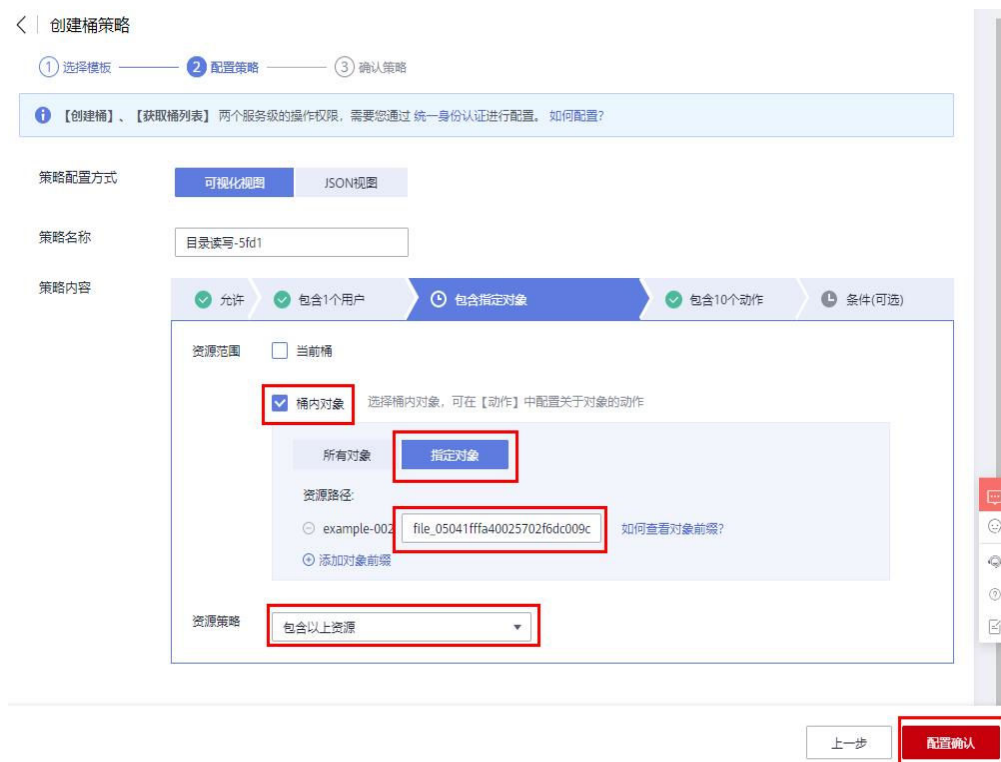 创建桶策略
1 选择模板 2 配置策略 3 确认策略
【创建桶】、【获取桶列表】两个服务级的操作权限，需要您通过 统一身份认证进行配置。 如何配置?
策略配置方式 可视化视图 JSON视图
策略名称 目录读写-5fd1
策略内容 允许 包含1个用户 包含指定对象 包含10个动作 条件(可选)
资源范围 当前桶
桶内对象 选择桶内对象，可在【动作】中配置关于对象的动作
所有对象 指定对象
资源路径:
example-002 file_05041fffa40025702f6dc009c 如何查看对象前缀?
添加对象前缀
资源策略 包含以上资源
上一步 配置确认